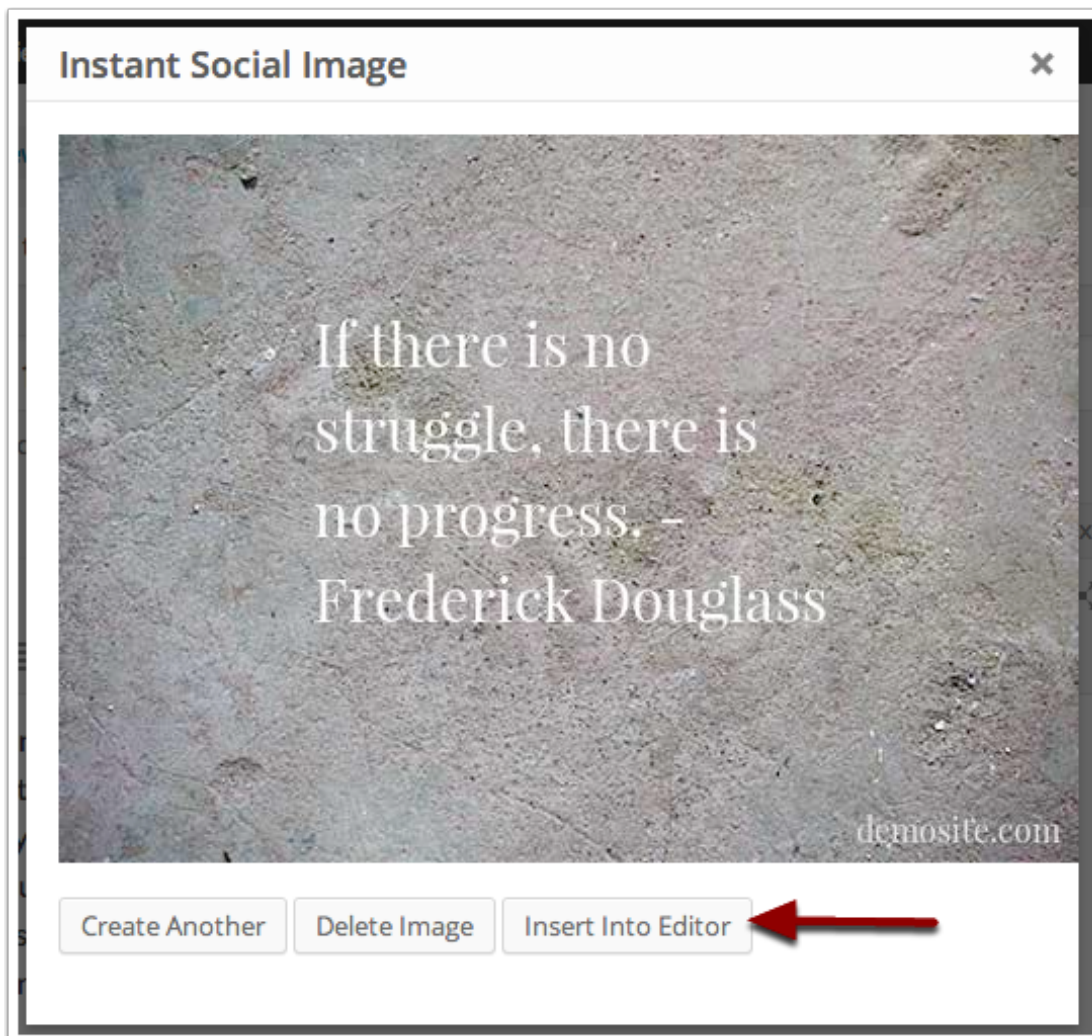 Instant Social Image
If there is no
struggle, there is
no progress. -
Frederick Douglass
demosite.com
Create Another
Delete Image
Insert Into Editor